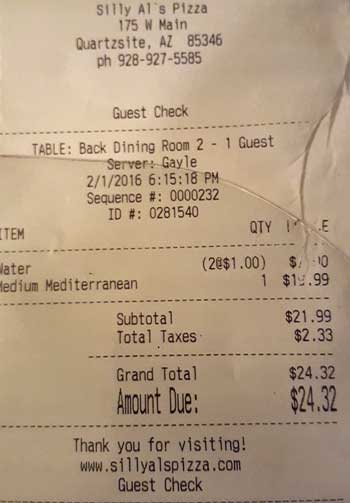 Silly Al's Pizza
175 W Main
Quartzsite, AZ 85346
ph 928-927-5585
Guest Check
TABLE: Back Dining Room 2 - 1 Guest
Server: Gayle
2/1/2016 6:15:18 PM
Sequence #: 0000232
ID #: 0281540
ITEM QTY
Water (2@$1.00)
Medium Mediterranean 1
Subtotal $21.99
Total Taxes $2.33
Grand Total $24.32
Amount Due: $24.32
Thank you for visiting!
www.sillyalspizza.com
Guest Check